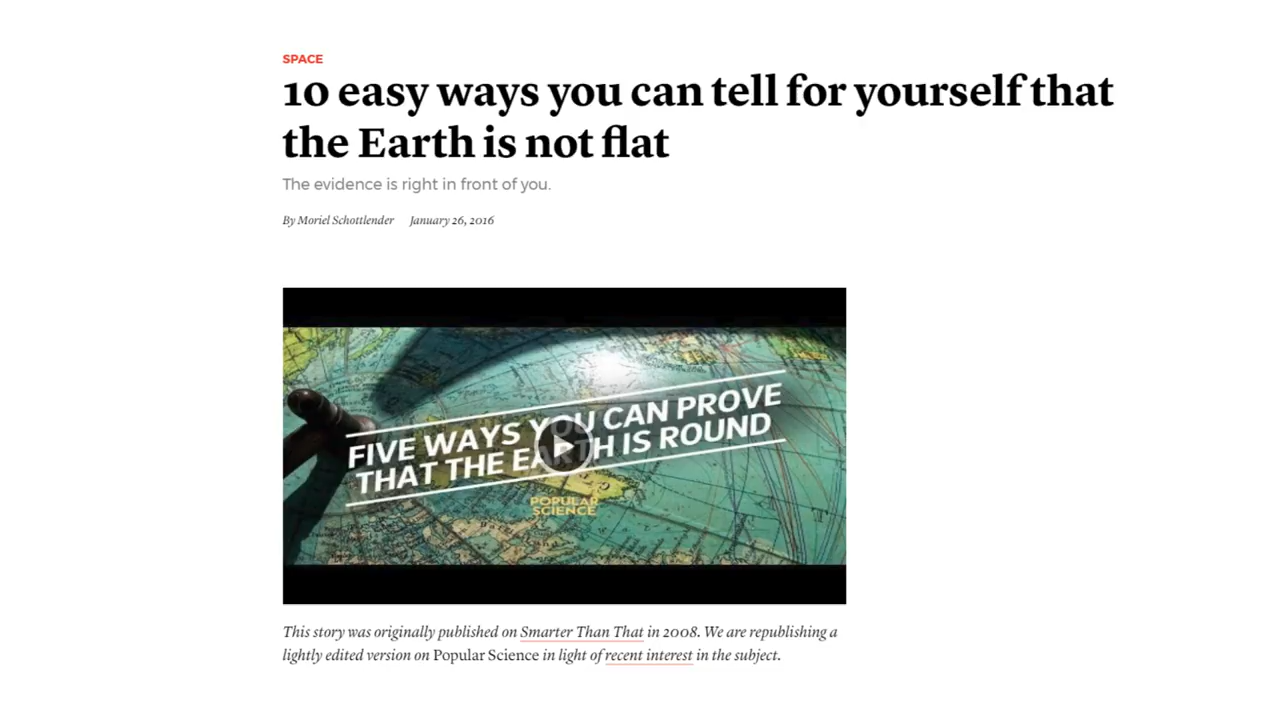 SPACE
10 easy ways you can tell for yourself that
the Earth is not flat
The evidence is right in front of you.
By Moriel Schottlender January 26, 2016
FIVE WAYS YOU CAN PROVE
THAT THE EARTH IS ROUND
POPULAR
SCIENCE
This story was originally published on Smarter Than That in 2008. We are republishing a
lightly edited version on Popular Science in light of recent interest in the subject.